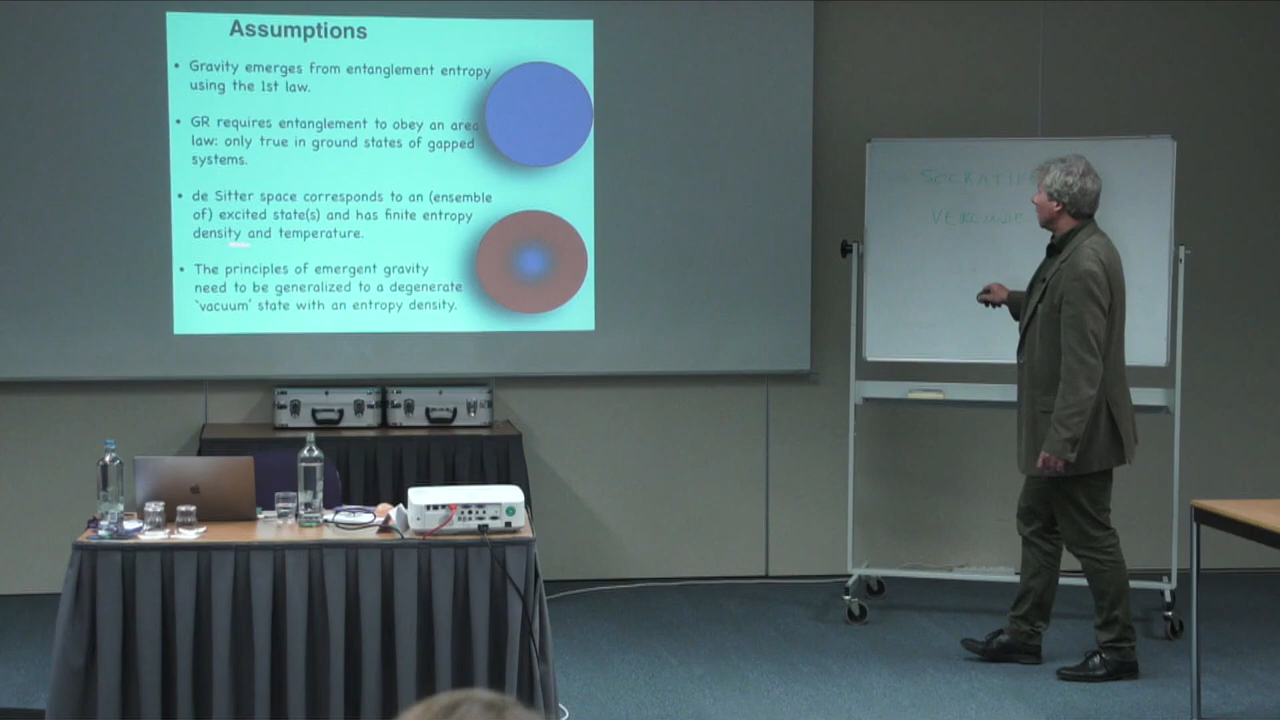 Assumptions
• Gravity emerges from entanglement entropy
using the 1st law.
• GR requires entanglement to obey an area
law: only true in ground states of gapped
systems.
• de Sitter space corresponds to an (ensemble
of) excited state(s) and has finite entropy
density and temperature.
• The principles of emergent gravity
need to be generalized to a degenerate
`vacuum' state with an entropy density.